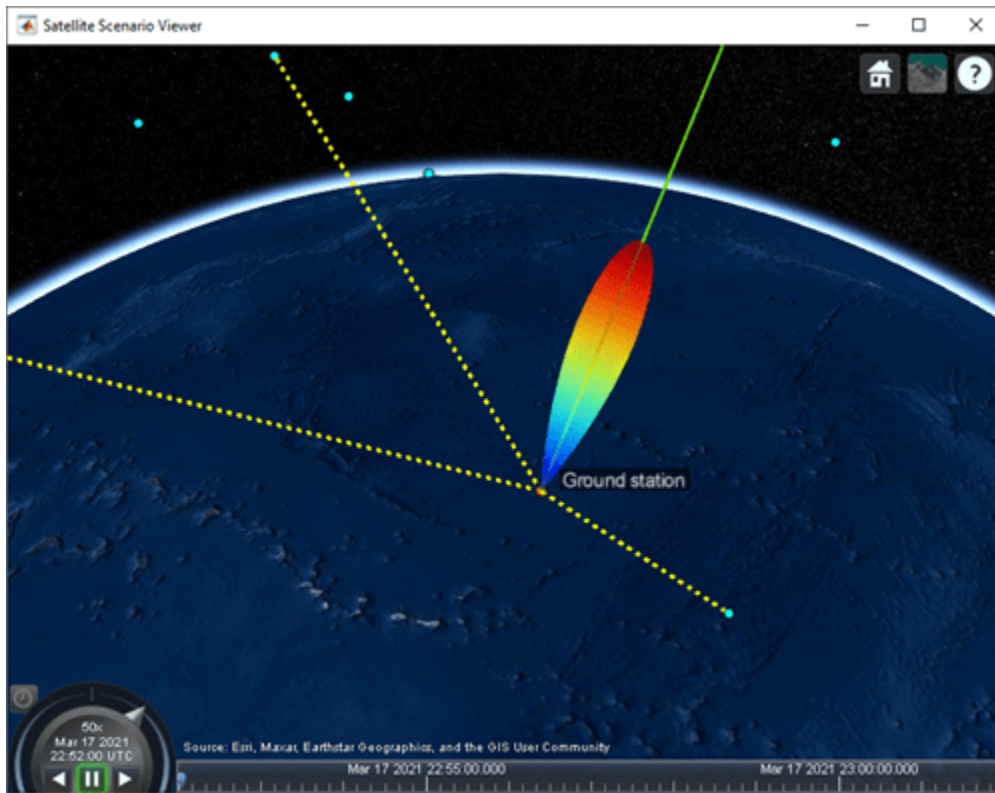 Satellite Scenario Viewer
?
Ground station
50x
Mar 17 2021
22:52:00 UTC
Source: Esri, Maxar, Earthstar Geographics, and the GIS User Community
Mar 17 2021 22:55:00.000
Mar 17 2021 23:00:00.000